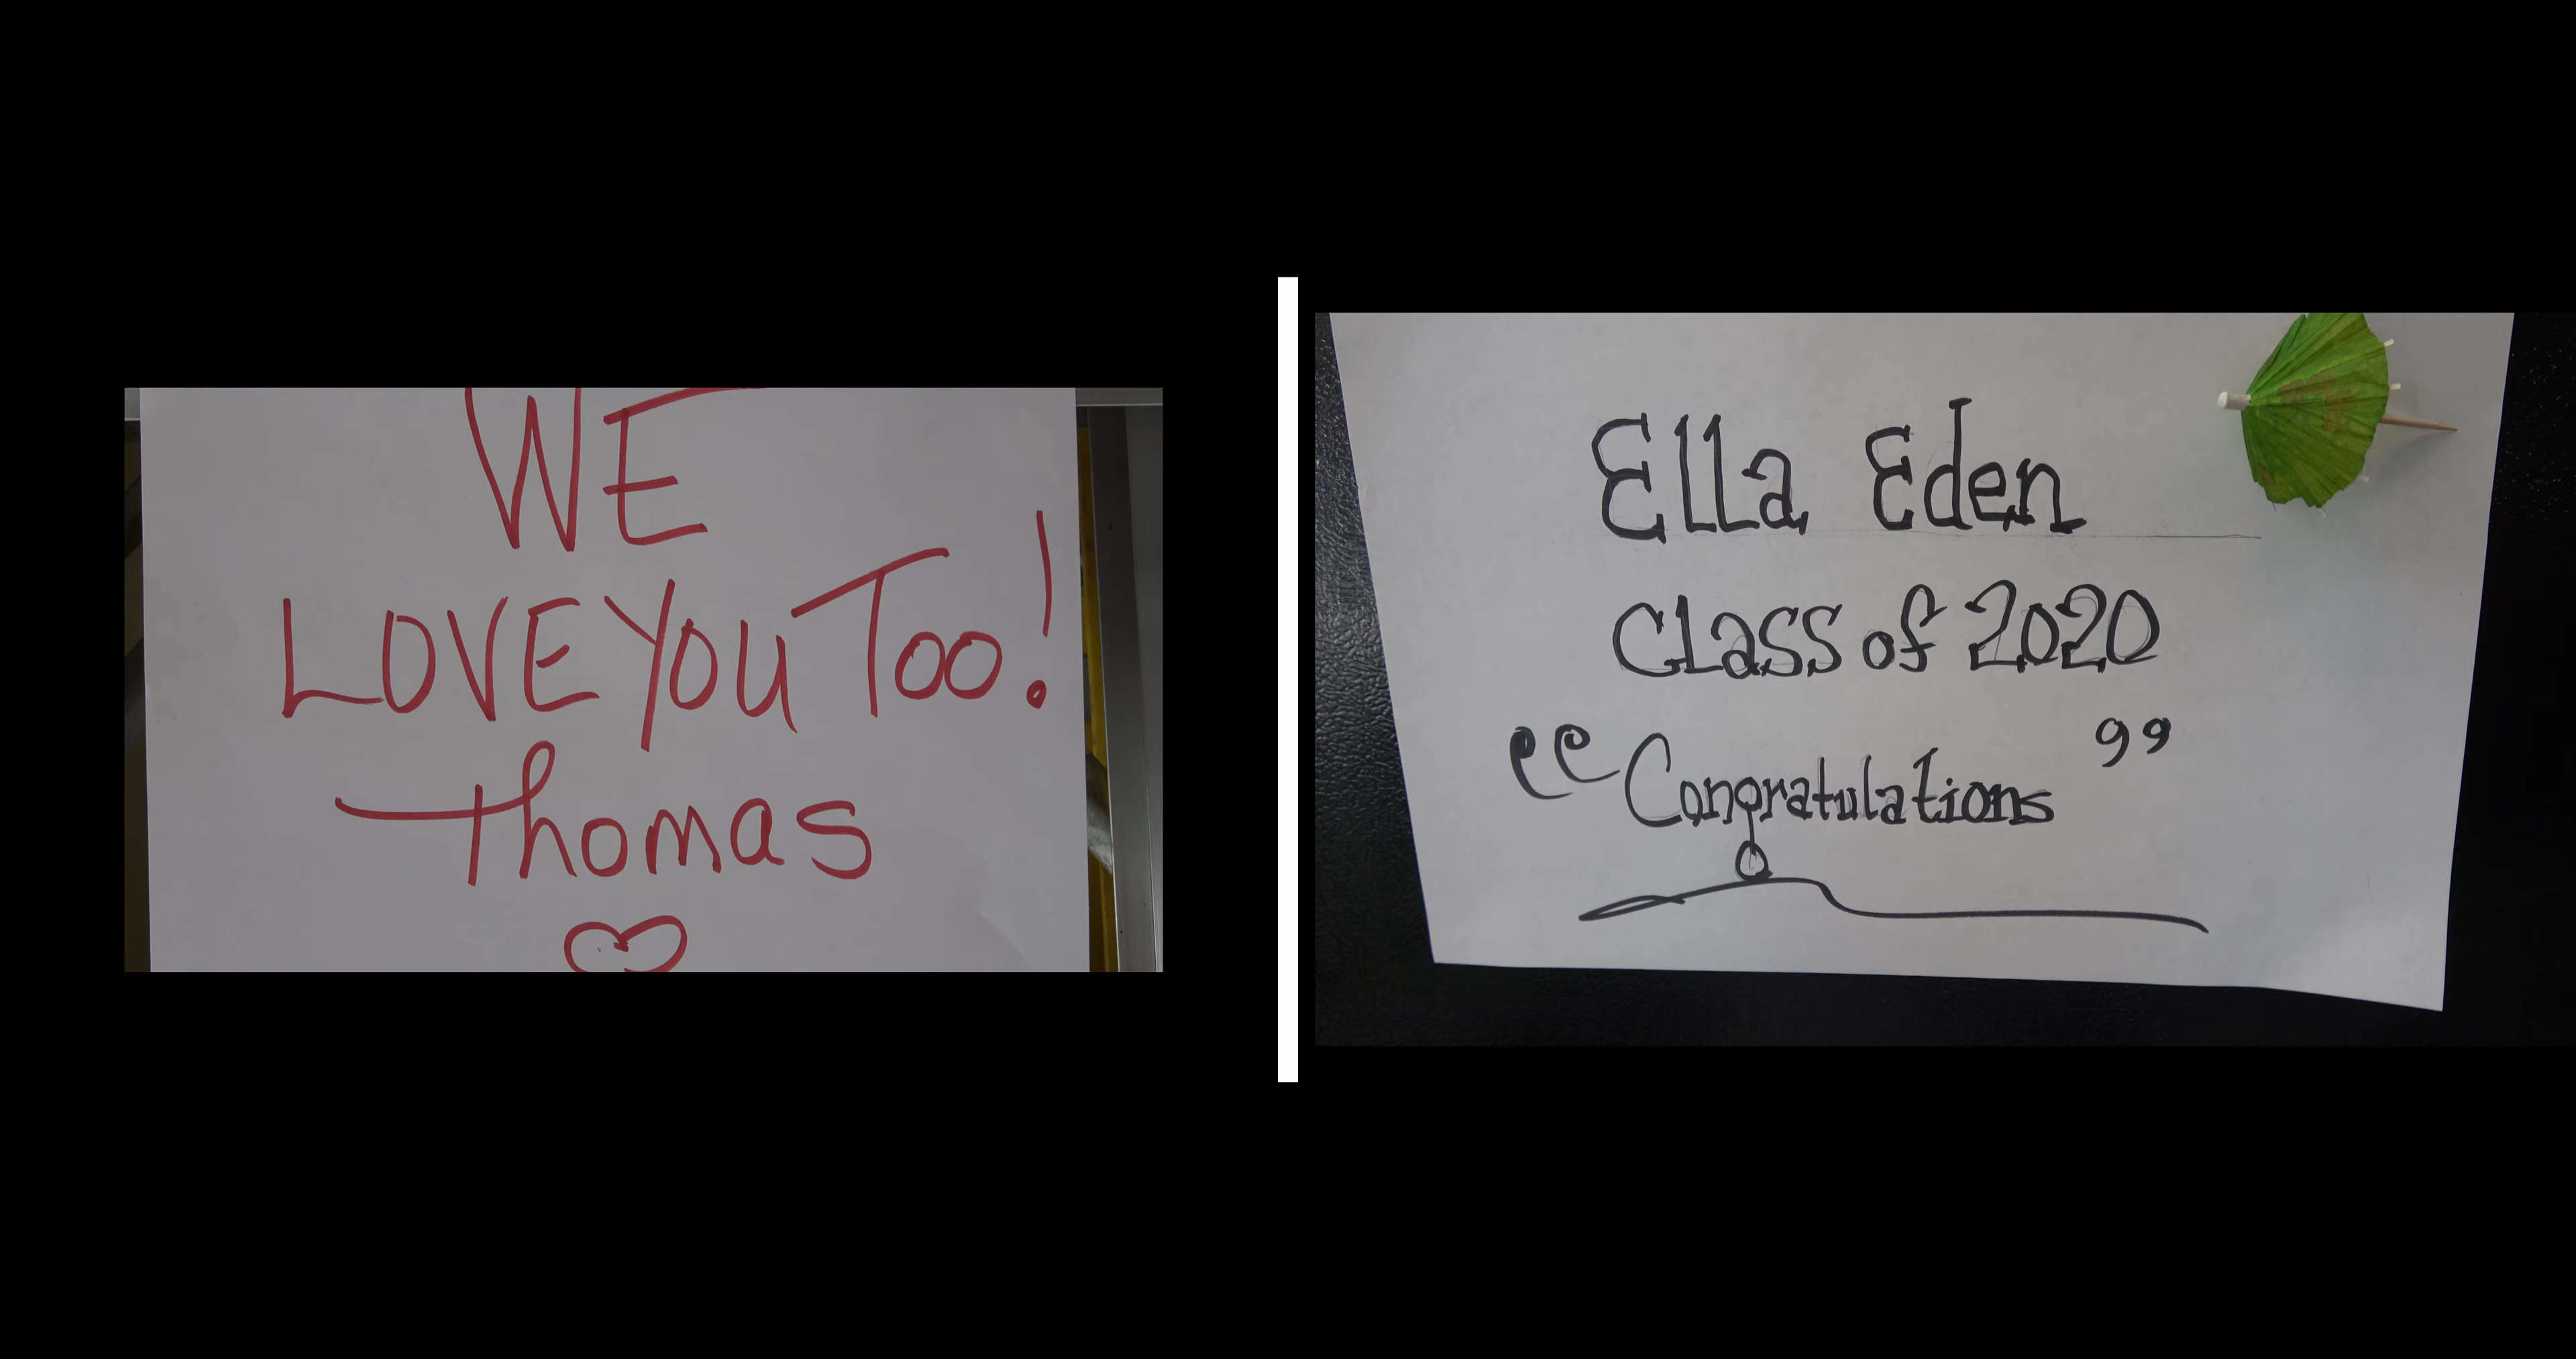 WE
LOVE YOU Too!
Thomas
Ella Eden
Class of 2020
“Congratulations”